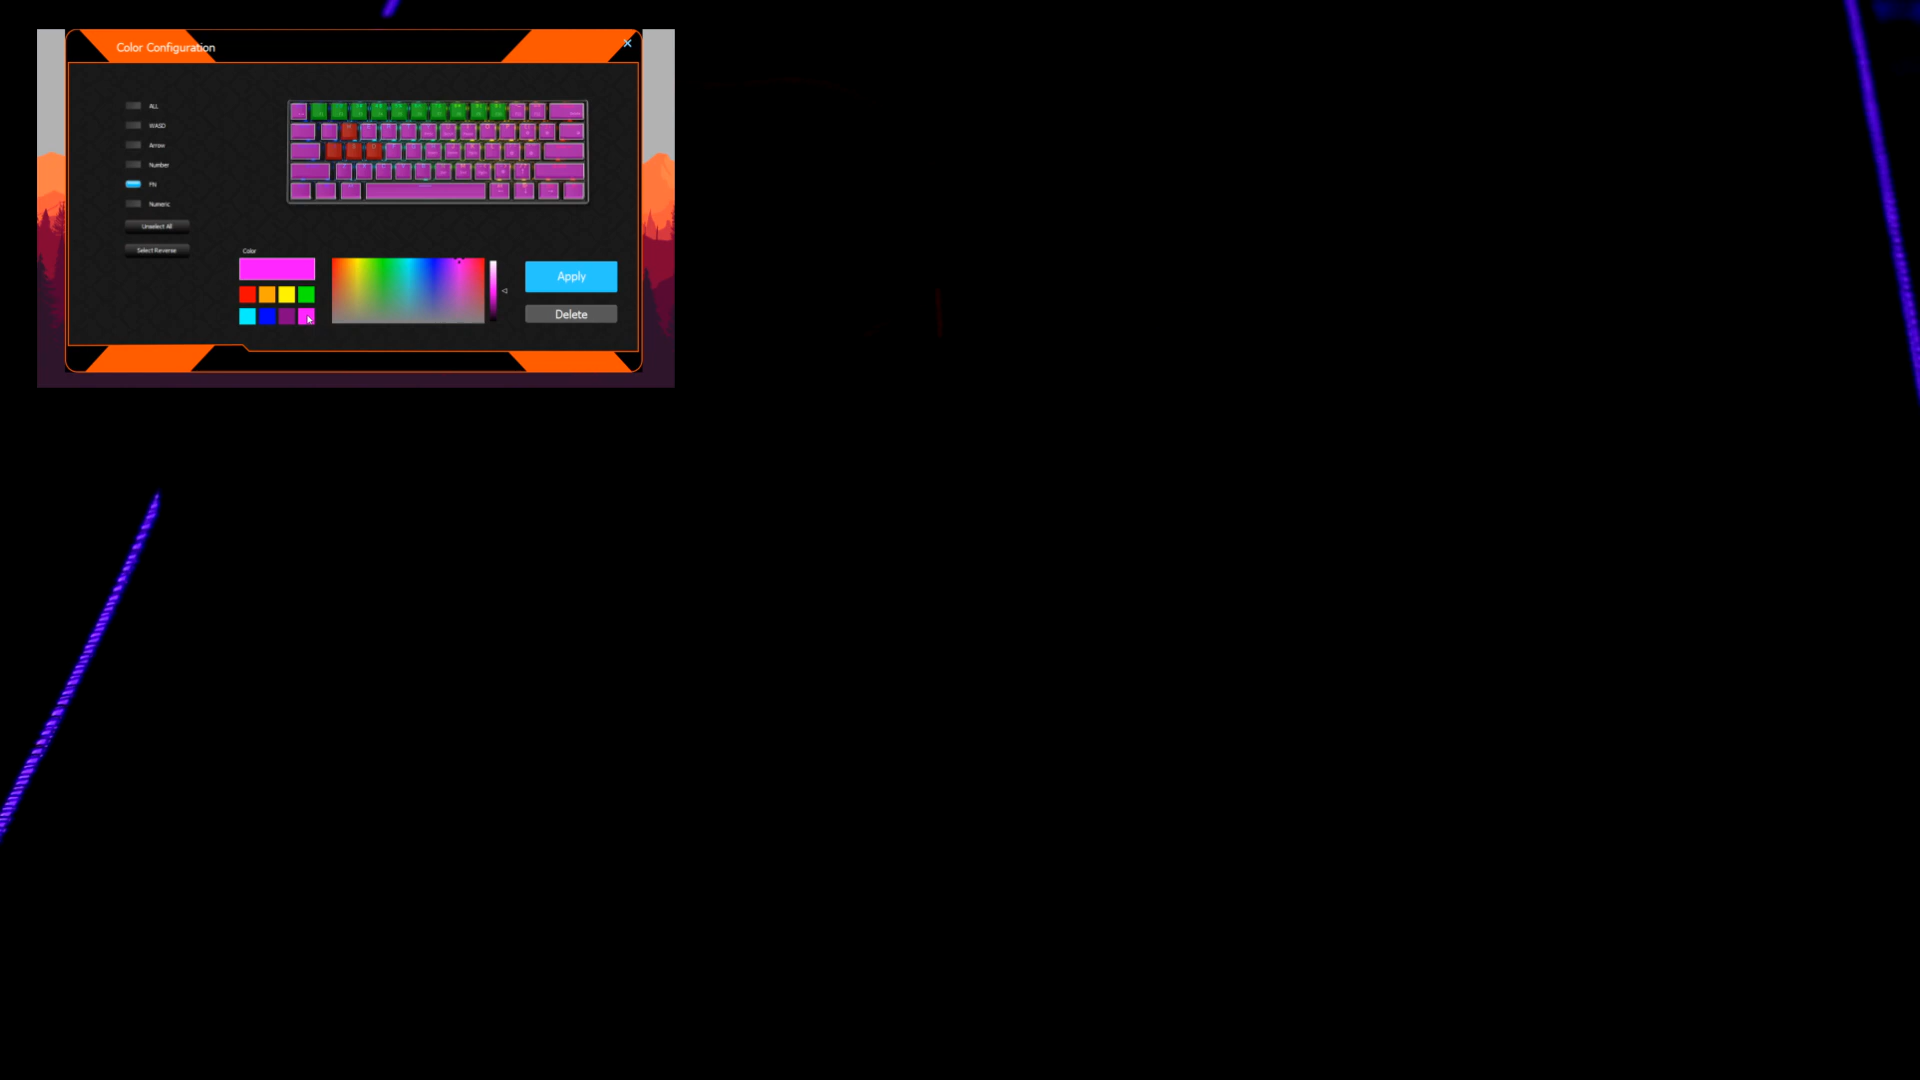 Color Configuration
ALL
WASD
Arrow
Number
FN
Numeric
Unselect All
Select Reverse
Color
Apply
Delete